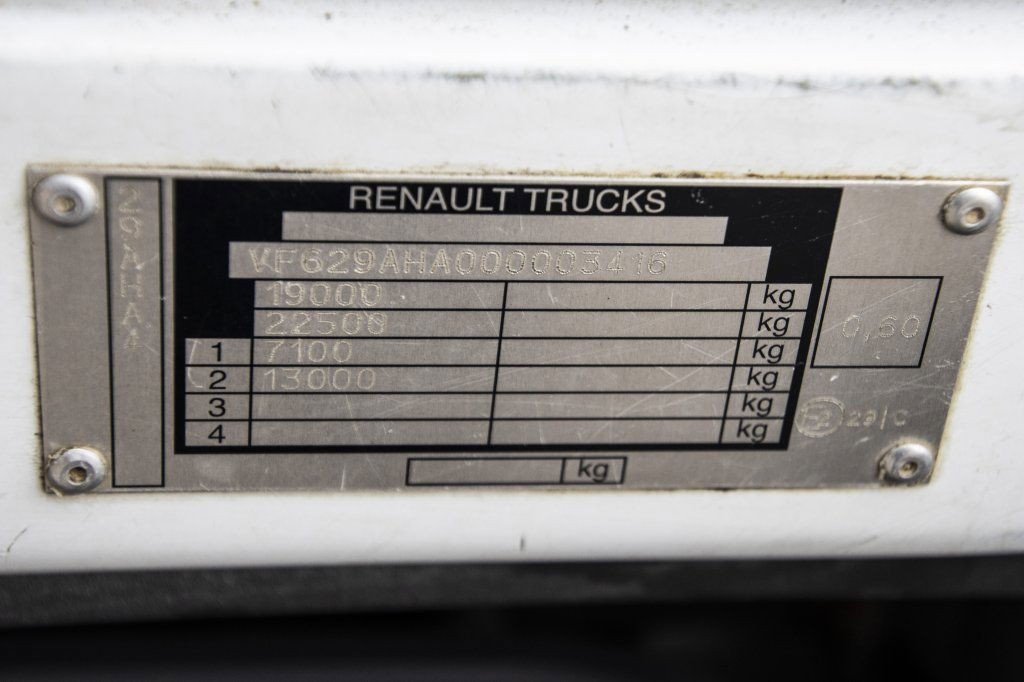 RENAULT TRUCKS
29AHA4
VF629AHA000003416
19000 kg
22500 kg
1 7100 kg
2 13000 kg
3 kg
4 kg
kg
0,60
29/C